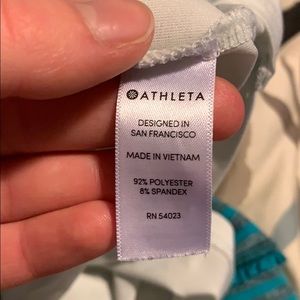 ATHLETA
DESIGNED IN
SAN FRANCISCO
MADE IN VIETNAM
92% POLYESTER
8% SPANDEX
RN 54023